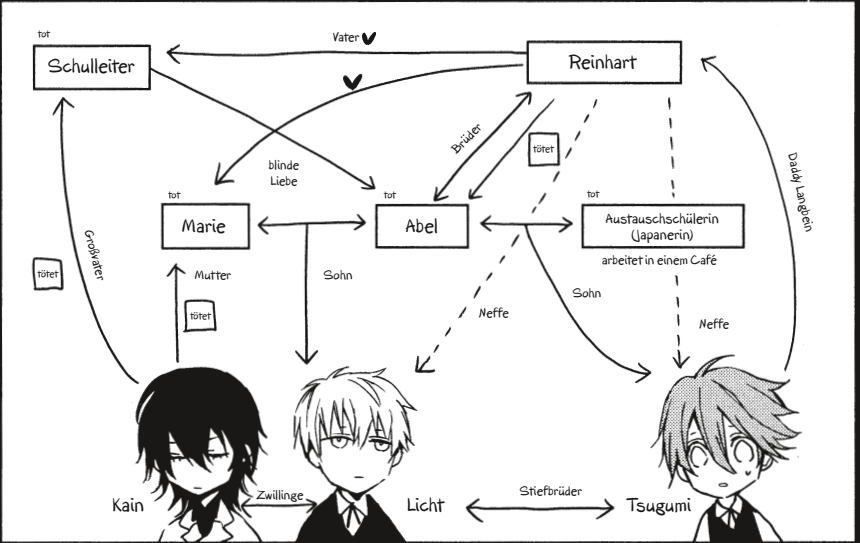 tot
Schulleiter
Vater
Reinhart
Brüder
tötet
blinde
Liebe
tot
Marie
tot
Abel
tot
Austauschschülerin
(Japanerin)
arbeitet in einem Café
Daddy Langbein
Großvater
tötet
Mutter
tötet
Sohn
Neffe
Sohn
Neffe
Kain
Zwillinge
Licht
Stiefbrüder
Tsugumi